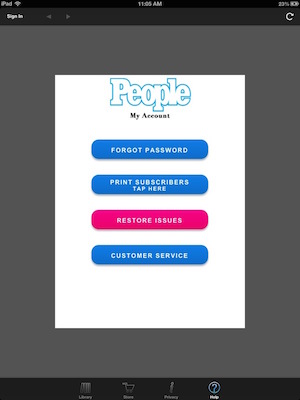 iPad 11:05 AM 23%
Sign In
People
My Account
FORGOT PASSWORD
PRINT SUBSCRIBERS
TAP HERE
RESTORE ISSUES
CUSTOMER SERVICE
Library Store Privacy Help